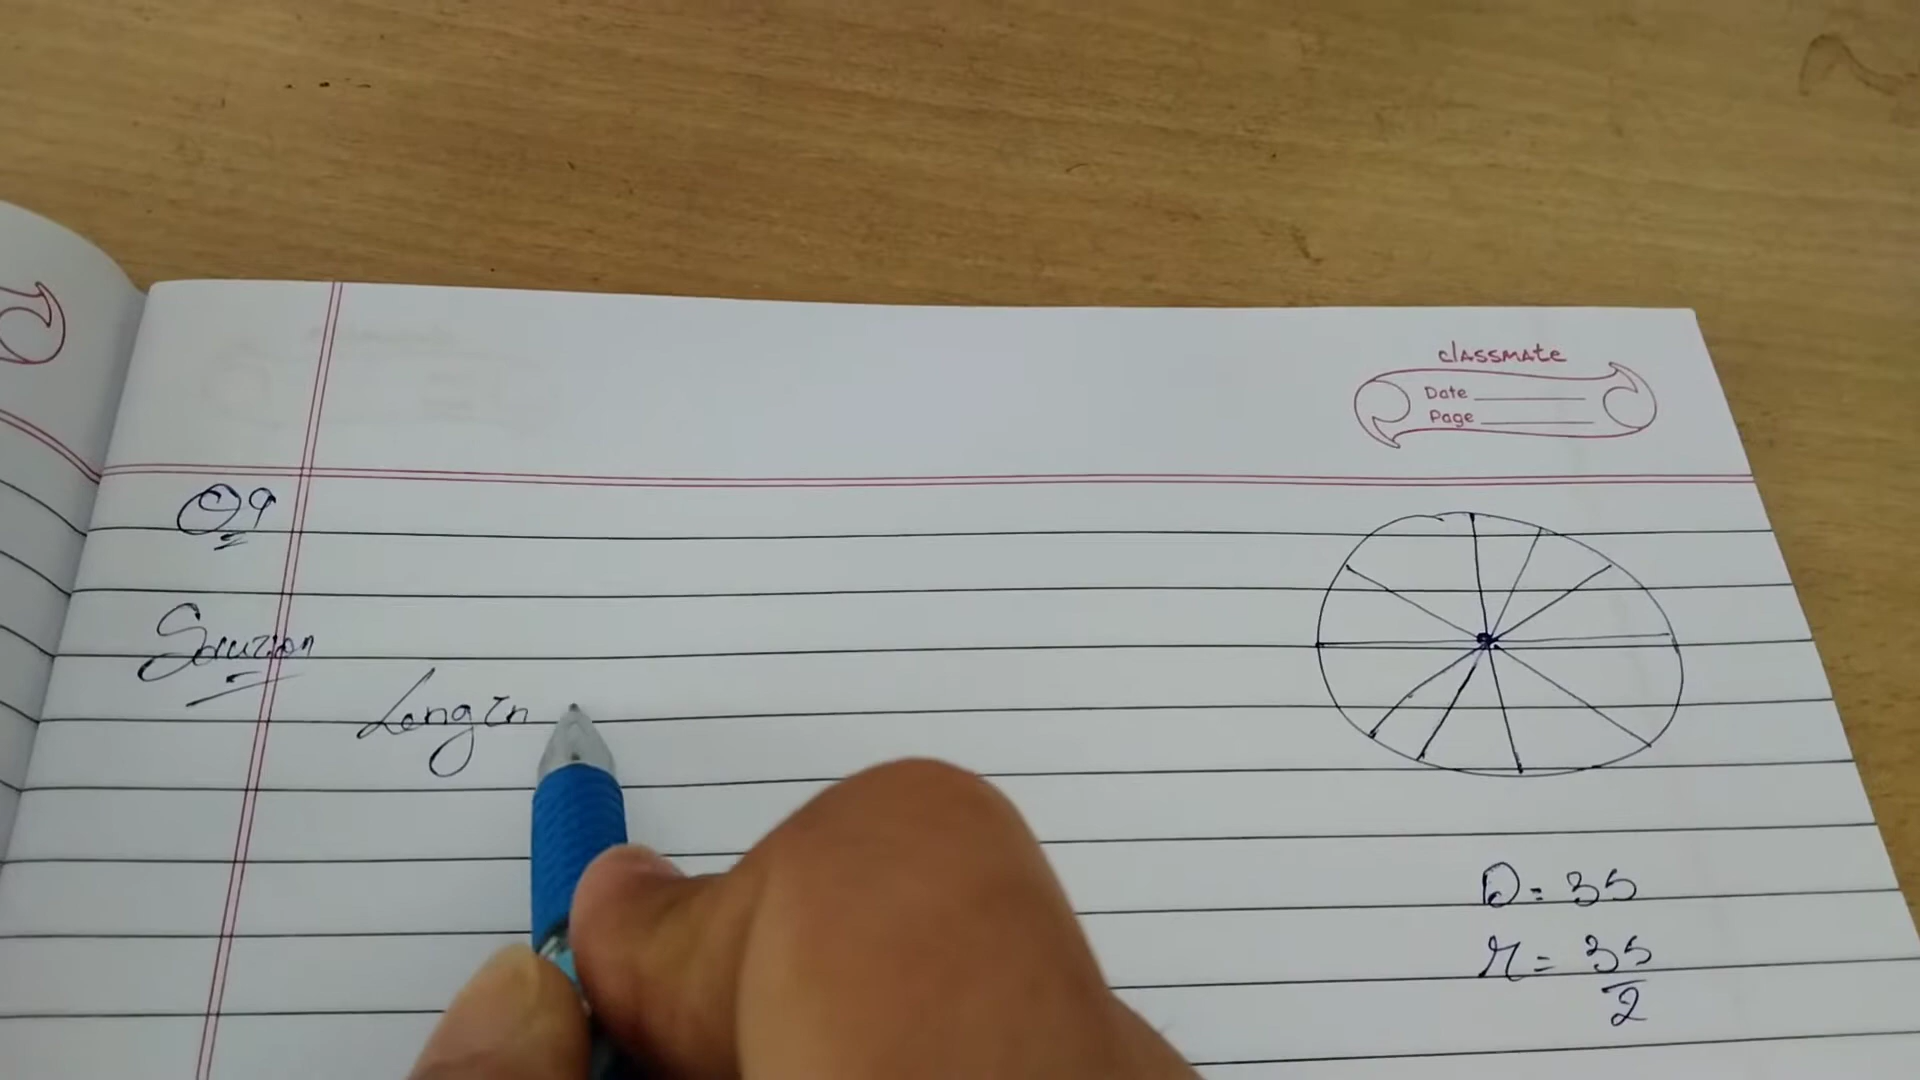 classmate
Date
Page
Q9
Solution
Length
D = 35
r = 35
2